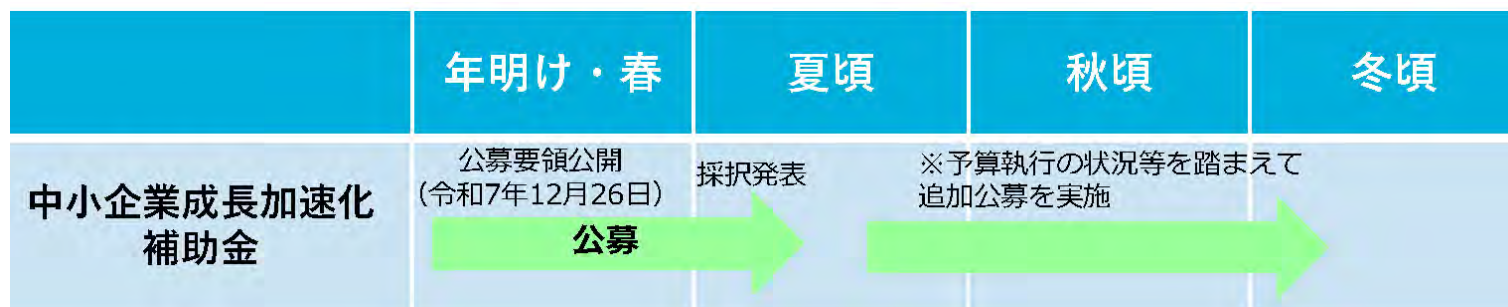 年明け・春
夏頃
秋頃
冬頃
中小企業成長加速化
補助金
公募要領公開
(令和7年12月26日)
公募
採択発表
※予算執行の状況等を踏まえて
追加公募を実施